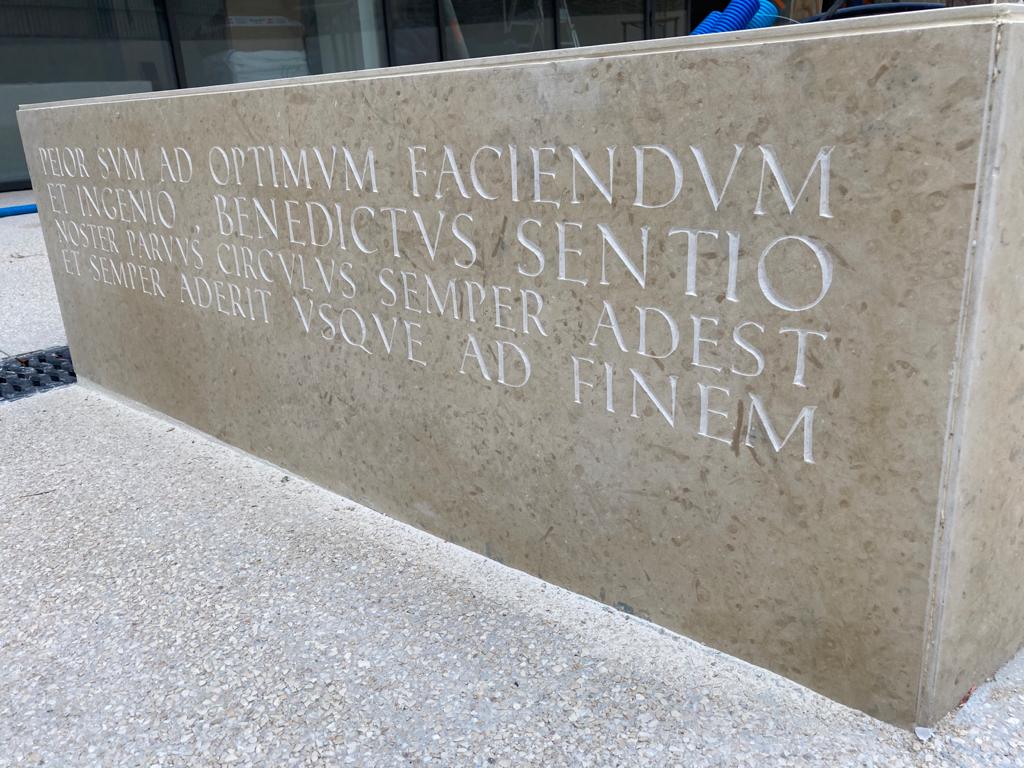 PEIOR SVM AD OPTIMVM FACIENDVM
ET INGENIO , BENEDICTVS SENTIO
NOSTER PARVVS CIRCVLVS SEMPER ADEST
ET SEMPER ADERIT VSQVE AD FINEM